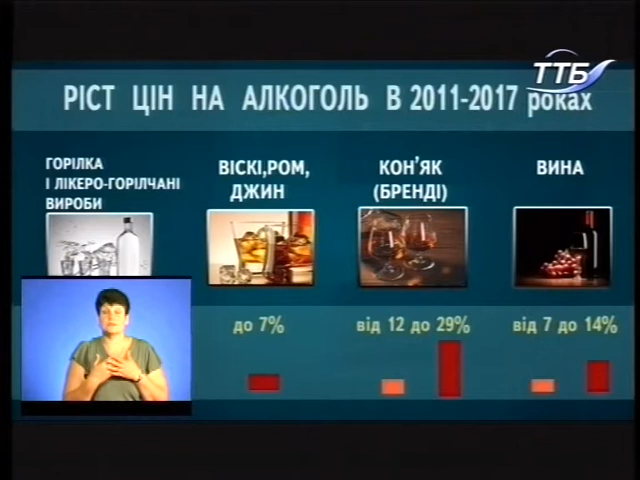 ТТБ
РІСТ ЦІН НА АЛКОГОЛЬ В 2011-2017 роках
ГОРІЛКА
І ЛІКЕРО-ГОРІЛЧАНІ
ВИРОБИ
ВІСКІ,РОМ,
ДЖИН
КОН'ЯК
(БРЕНДІ)
ВИНА
до 7%
від 12 до 29%
від 7 до 14%